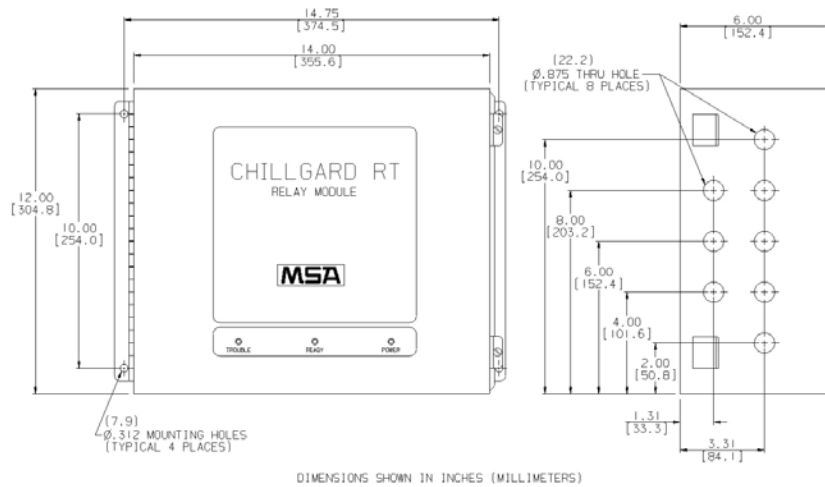 14.75
[374.5]
14.00
[355.6]
6.00
[152.4]
(22.2)
Ø.875 THRU HOLE
(TYPICAL 8 PLACES)
12.00
[304.8]
10.00
[254.0]
CHILLGARD RT
RELAY MODULE
MSA
TROUBLE
READY
POWER
10.00
[254.0]
8.00
[203.2]
6.00
[152.4]
4.00
[101.6]
2.00
[50.8]
1.31
[33.3]
3.31
[84.1]
(7.9)
Ø.312 MOUNTING HOLES
(TYPICAL 4 PLACES)
DIMENSIONS SHOWN IN INCHES (MILLIMETERS)